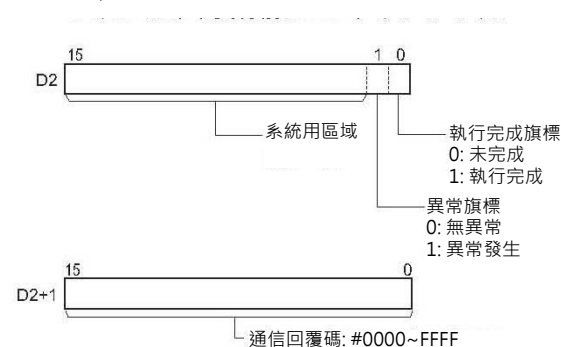 15 1 0
D2
系統用區域
執行完成旗標
0: 未完成
1: 執行完成
異常旗標
0: 無異常
1: 異常發生
15 0
D2+1
通信回覆碼: #0000~FFFF